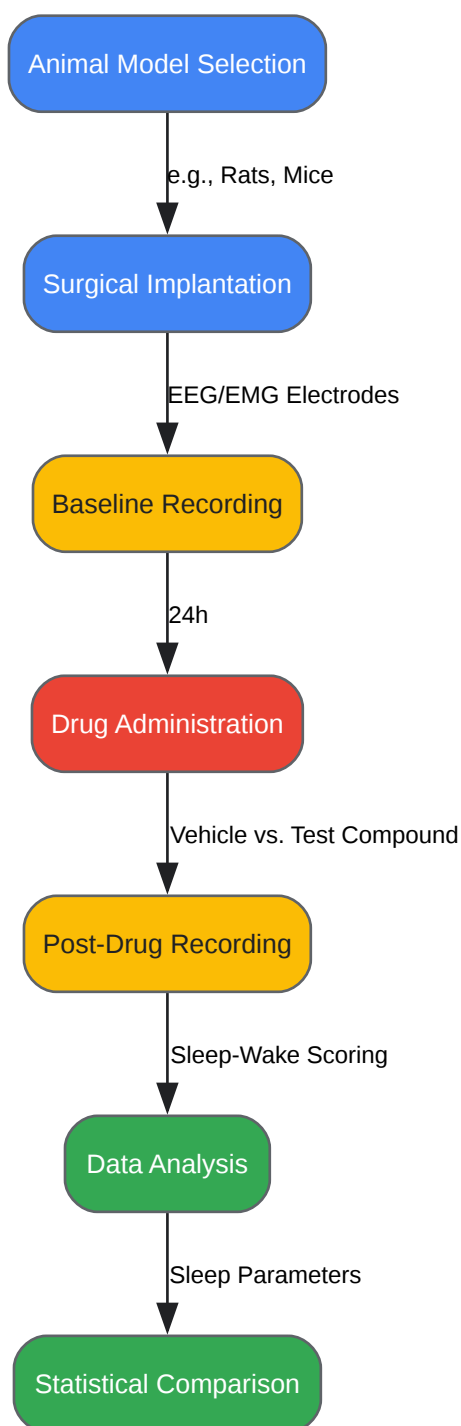 Animal Model Selection
e.g., Rats, Mice
Surgical Implantation
EEG/EMG Electrodes
Baseline Recording
24h
Drug Administration
Vehicle vs. Test Compound
Post-Drug Recording
Sleep-Wake Scoring
Data Analysis
Sleep Parameters
Statistical Comparison